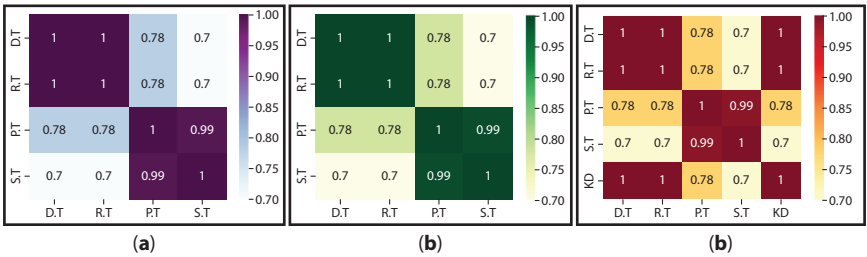 D.T 1 1 0.78 0.7
R.T 1 1 0.78 0.7
P.T 0.78 0.78 1 0.99
S.T 0.7 0.7 0.99 1
D.T R.T P.T S.T
1.00
0.95
0.90
0.85
0.80
0.75
0.70
(a)
D.T 1 1 0.78 0.7
R.T 1 1 0.78 0.7
P.T 0.78 0.78 1 0.99
S.T 0.7 0.7 0.99 1
D.T R.T P.T S.T
1.00
0.95
0.90
0.85
0.80
0.75
0.70
(b)
D.T 1 1 0.78 0.7 1
R.T 1 1 0.78 0.7 1
P.T 0.78 0.78 1 0.99 0.78
S.T 0.7 0.7 0.99 1 0.7
KD 1 1 0.78 0.7 1
D.T R.T P.T S.T KD
1.00
0.95
0.90
0.85
0.80
0.75
0.70
(b)